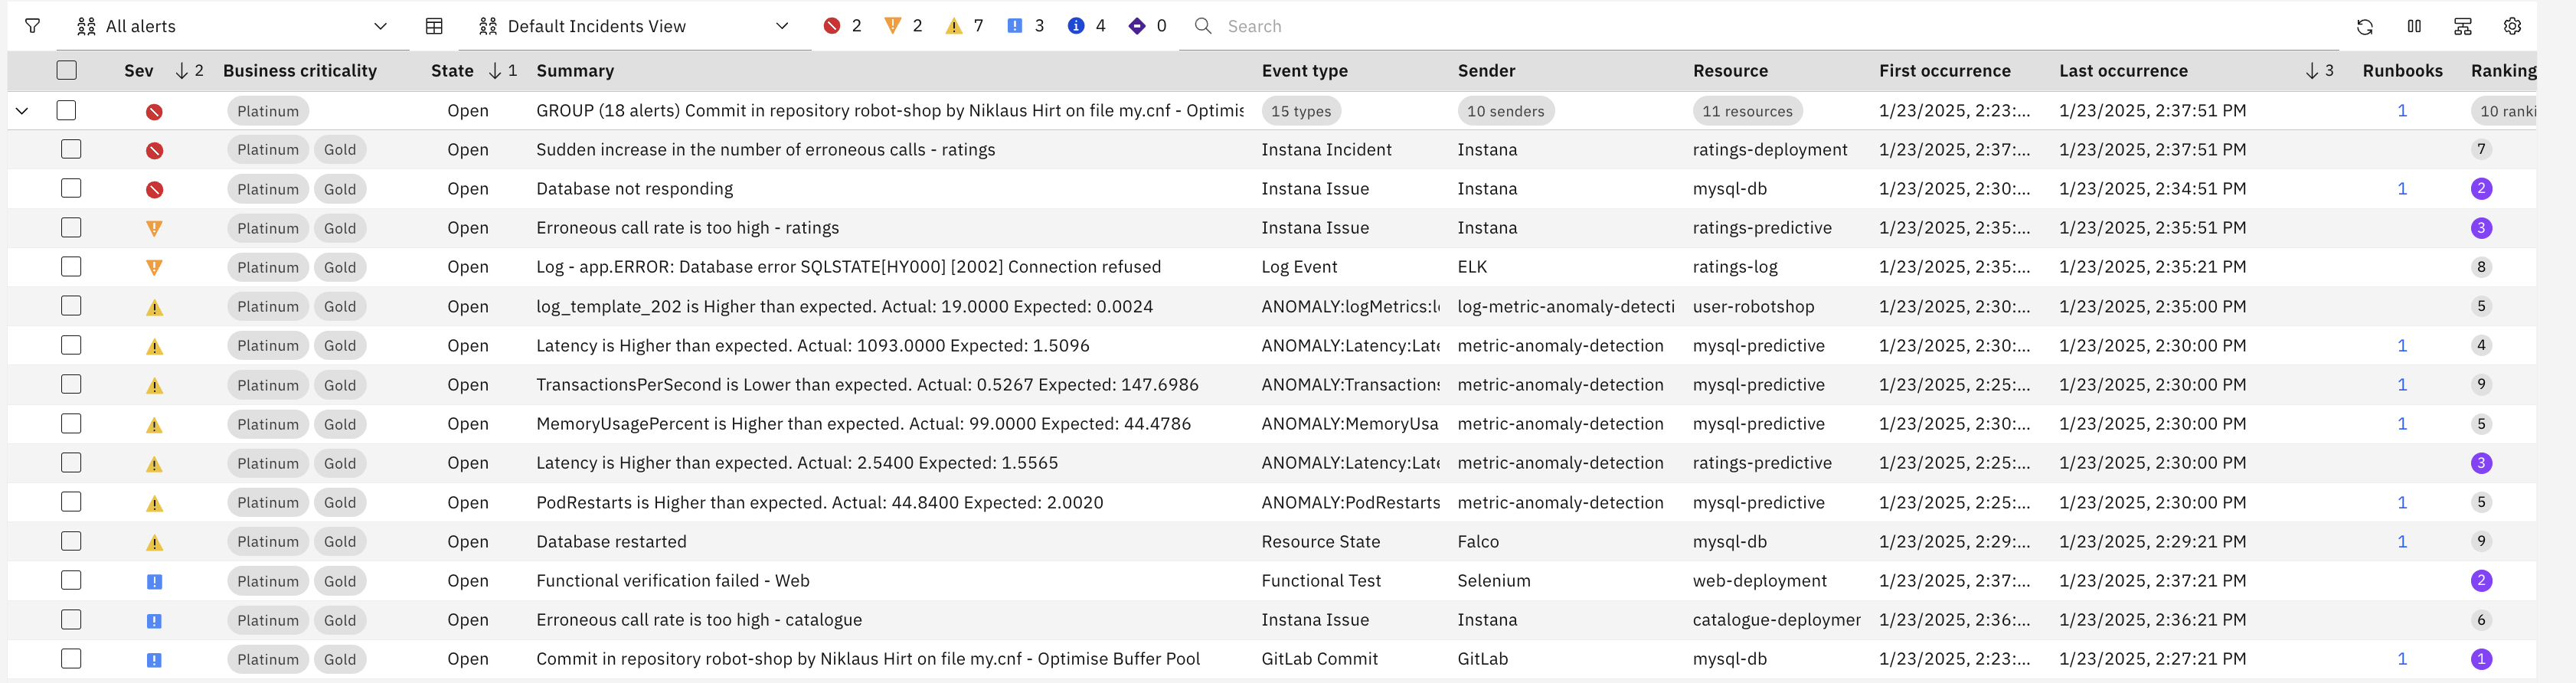 All alerts Default Incidents View 2 2 7 3 4 0 Search
Sev 2 Business criticality State 1 Summary Event type Sender Resource First occurrence Last occurrence 3 Runbooks Ranking
Platinum Open GROUP (18 alerts) Commit in repository robot-shop by Niklaus Hirt on file my.cnf - Optimis 15 types 10 senders 11 resources 1/23/2025, 2:23:... 1/23/2025, 2:37:51 PM 1 10 ranki
Platinum Gold Open Sudden increase in the number of erroneous calls - ratings Instana Incident Instana ratings-deployment 1/23/2025, 2:37:... 1/23/2025, 2:37:51 PM 7
Platinum Gold Open Database not responding Instana Issue Instana mysql-db 1/23/2025, 2:30:... 1/23/2025, 2:34:51 PM 1 2
Platinum Gold Open Erroneous call rate is too high - ratings Instana Issue Instana ratings-predictive 1/23/2025, 2:35:... 1/23/2025, 2:35:51 PM 3
Platinum Gold Open Log - app.ERROR: Database error SQLSTATE[HY000] [2002] Connection refused Log Event ELK ratings-log 1/23/2025, 2:35:... 1/23/2025, 2:35:21 PM 8
Platinum Gold Open log_template_202 is Higher than expected. Actual: 19.0000 Expected: 0.0024 ANOMALY:logMetrics:l log-metric-anomaly-detecti user-robotshop 1/23/2025, 2:30:... 1/23/2025, 2:35:00 PM 5
Platinum Gold Open Latency is Higher than expected. Actual: 1093.0000 Expected: 1.5096 ANOMALY:Latency:Late metric-anomaly-detection mysql-predictive 1/23/2025, 2:30:... 1/23/2025, 2:30:00 PM 1 4
Platinum Gold Open TransactionsPerSecond is Lower than expected. Actual: 0.5267 Expected: 147.6986 ANOMALY:Transactions metric-anomaly-detection mysql-predictive 1/23/2025, 2:25:... 1/23/2025, 2:30:00 PM 1 9
Platinum Gold Open MemoryUsagePercent is Higher than expected. Actual: 99.0000 Expected: 44.4786 ANOMALY:MemoryUsa metric-anomaly-detection mysql-predictive 1/23/2025, 2:30:... 1/23/2025, 2:30:00 PM 1 5
Platinum Gold Open Latency is Higher than expected. Actual: 2.5400 Expected: 1.5565 ANOMALY:Latency:Late metric-anomaly-detection ratings-predictive 1/23/2025, 2:25:... 1/23/2025, 2:30:00 PM 3
Platinum Gold Open PodRestarts is Higher than expected. Actual: 44.8400 Expected: 2.0020 ANOMALY:PodRestarts metric-anomaly-detection mysql-predictive 1/23/2025, 2:25:... 1/23/2025, 2:30:00 PM 1 5
Platinum Gold Open Database restarted Resource State Falco mysql-db 1/23/2025, 2:29:... 1/23/2025, 2:29:21 PM 1 9
Platinum Gold Open Functional verification failed - Web Functional Test Selenium web-deployment 1/23/2025, 2:37:... 1/23/2025, 2:37:21 PM 2
Platinum Gold Open Erroneous call rate is too high - catalogue Instana Issue Instana catalogue-deploymer 1/23/2025, 2:36:... 1/23/2025, 2:36:21 PM 6
Platinum Gold Open Commit in repository robot-shop by Niklaus Hirt on file my.cnf - Optimise Buffer Pool GitLab Commit GitLab mysql-db 1/23/2025, 2:23:... 1/23/2025, 2:27:21 PM 1 1